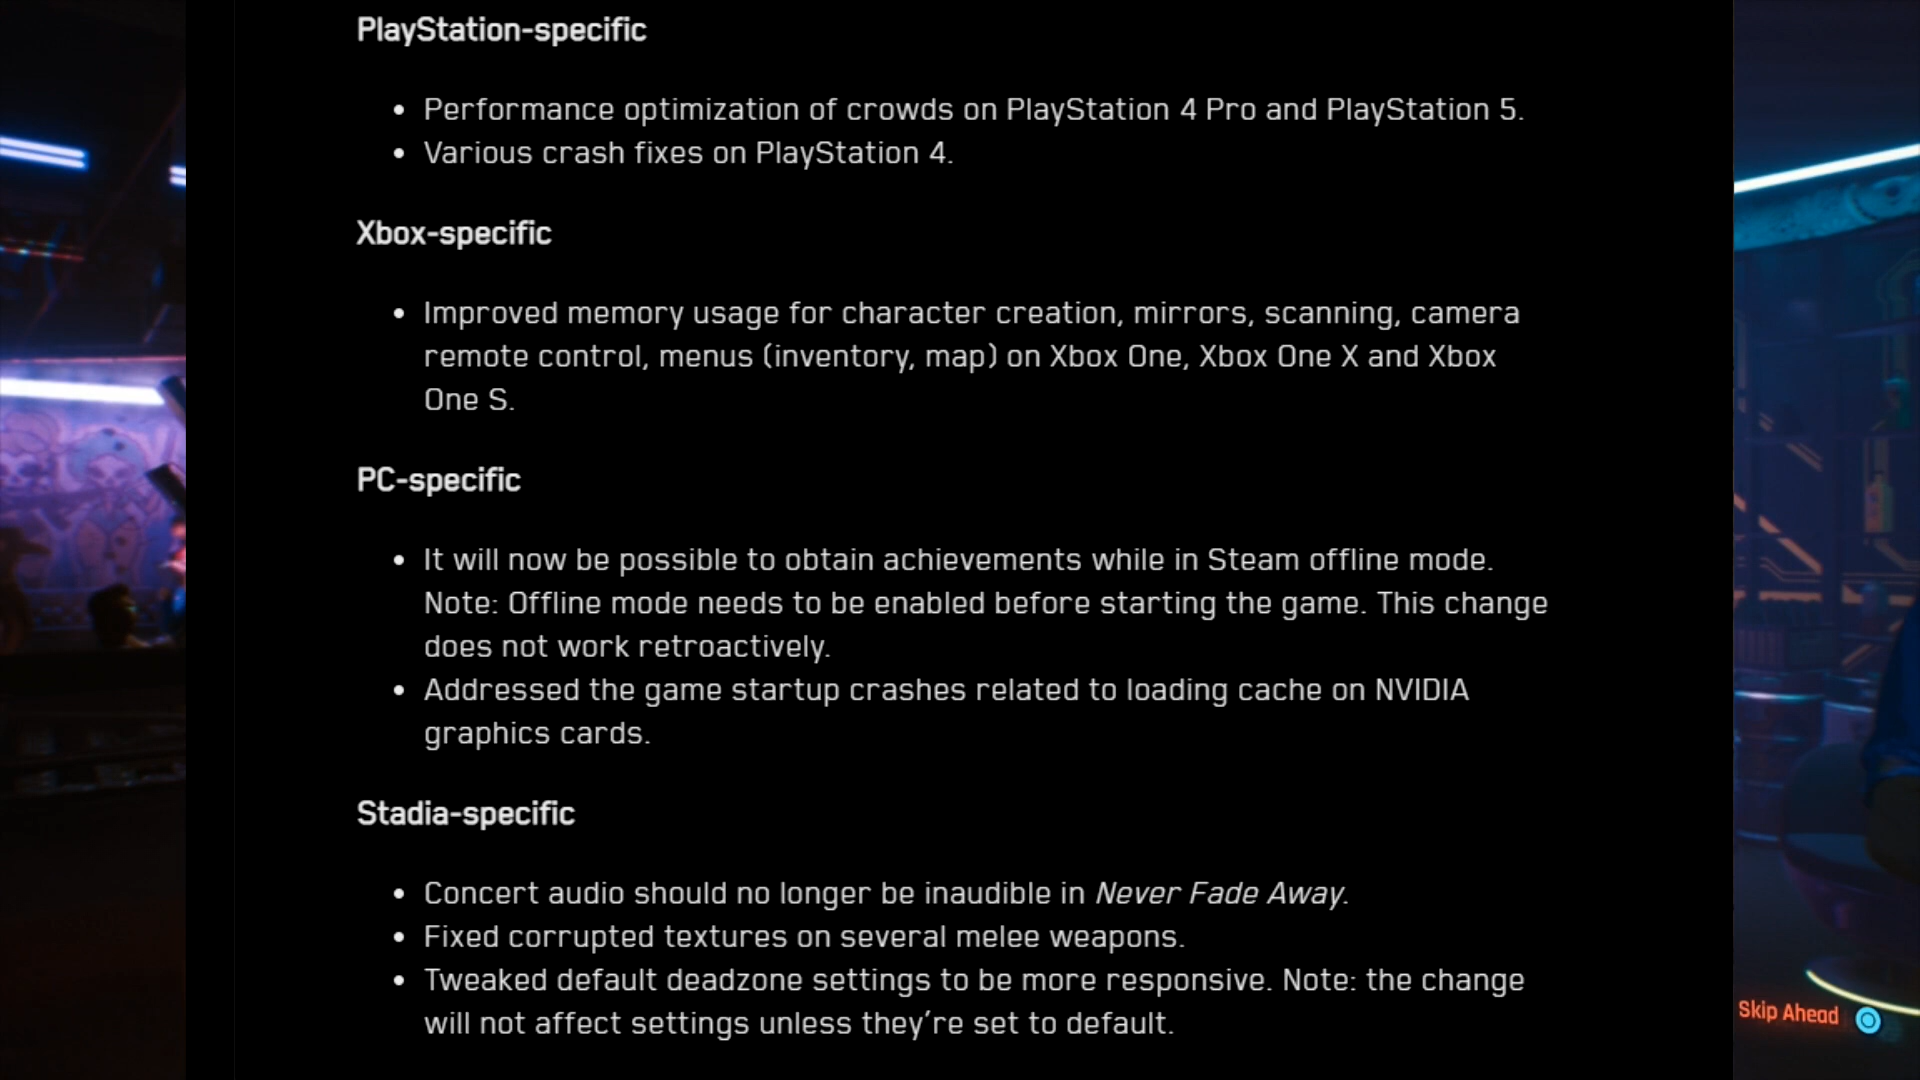 PlayStation-specific
• Performance optimization of crowds on PlayStation 4 Pro and PlayStation 5.
• Various crash fixes on PlayStation 4.
Xbox-specific
• Improved memory usage for character creation, mirrors, scanning, camera
remote control, menus (inventory, map) on Xbox One, Xbox One X and Xbox
One S.
PC-specific
• It will now be possible to obtain achievements while in Steam offline mode.
Note: Offline mode needs to be enabled before starting the game. This change
does not work retroactively.
• Addressed the game startup crashes related to loading cache on NVIDIA
graphics cards.
Stadia-specific
• Concert audio should no longer be inaudible in Never Fade Away.
• Fixed corrupted textures on several melee weapons.
• Tweaked default deadzone settings to be more responsive. Note: the change
will not affect settings unless they’re set to default.
Skip Ahead